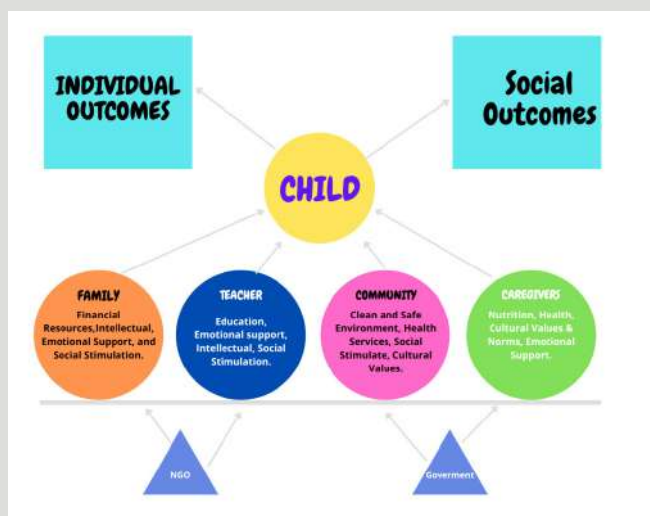 INDIVIDUAL
OUTCOMES
Social
Outcomes
CHILD
FAMILY
Financial
Resources,Intellectual,
Emotional Support, and
Social Stimulation.
TEACHER
Education,
Emotional support,
Intellectual, Social
Stimulation.
COMMUNITY
Clean and Safe
Environment, Health
Services, Social
Stimulate, Cultural
Values.
CAREGIVERS
Nutrition, Health,
Cultural Values &
Norms, Emotional
Support.
NGO
Goverment